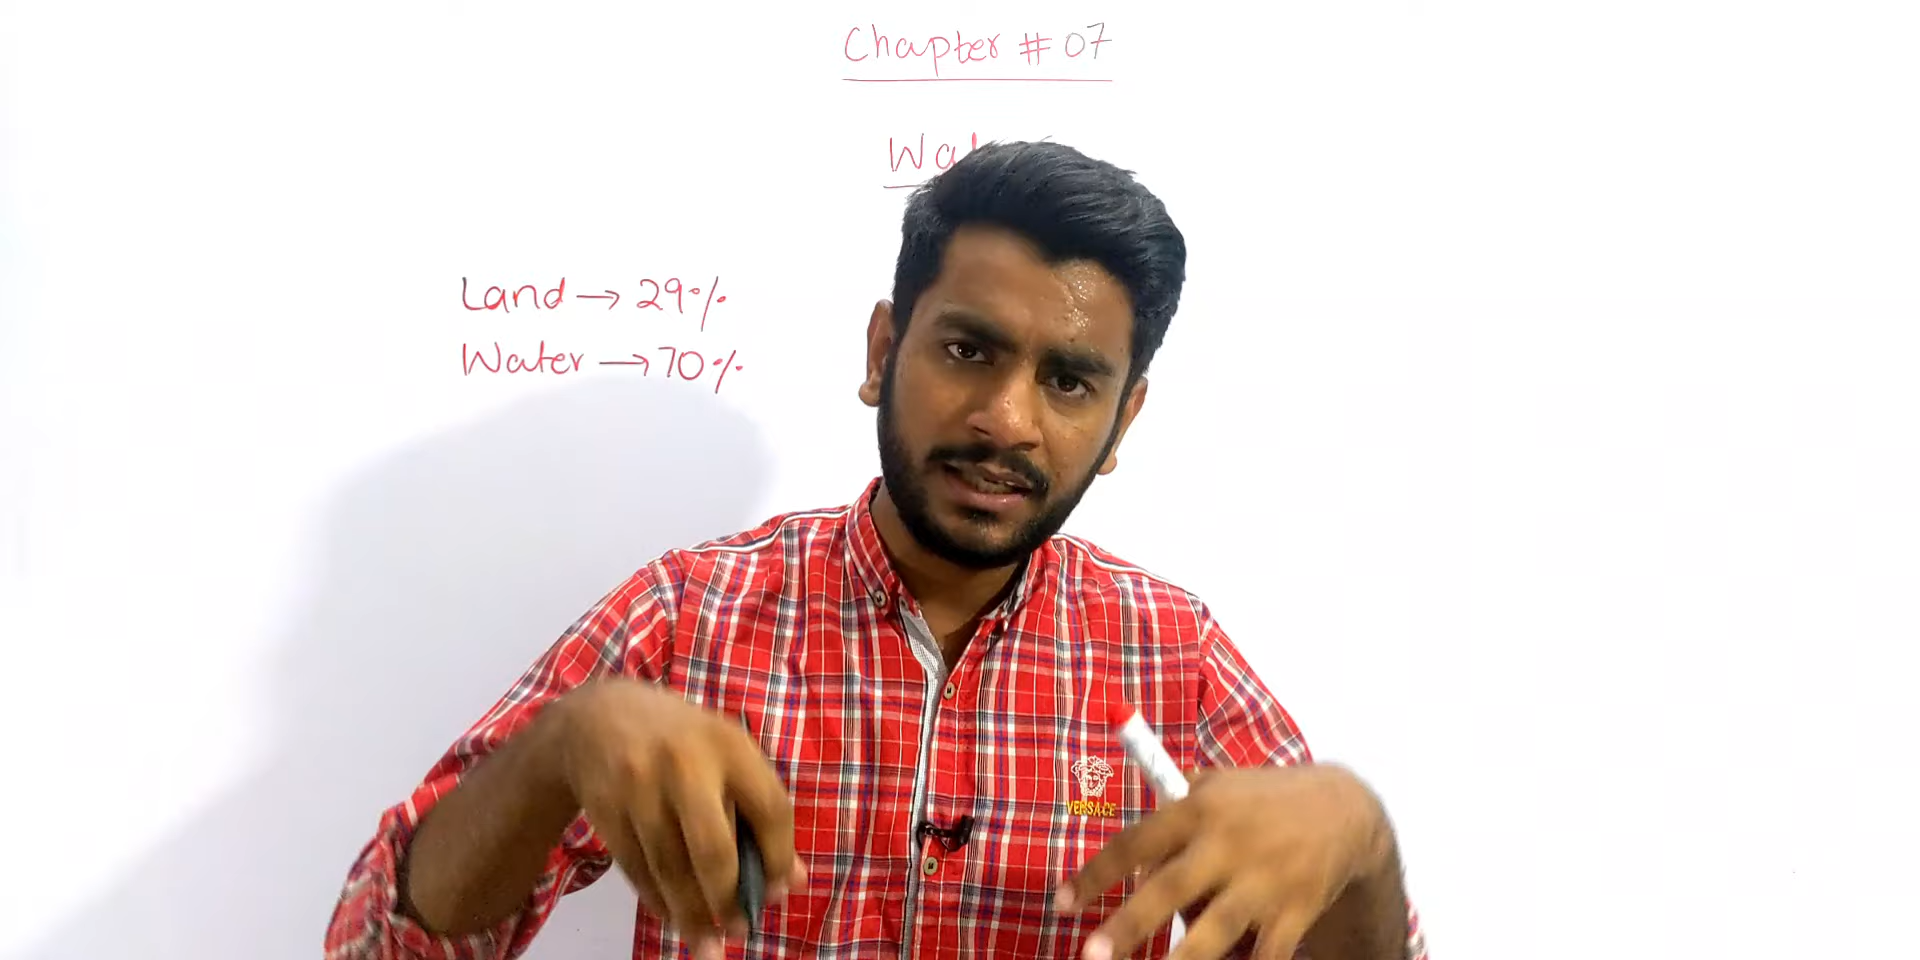 Chapter # 07
Land → 29%
Water → 70%
VERSACE